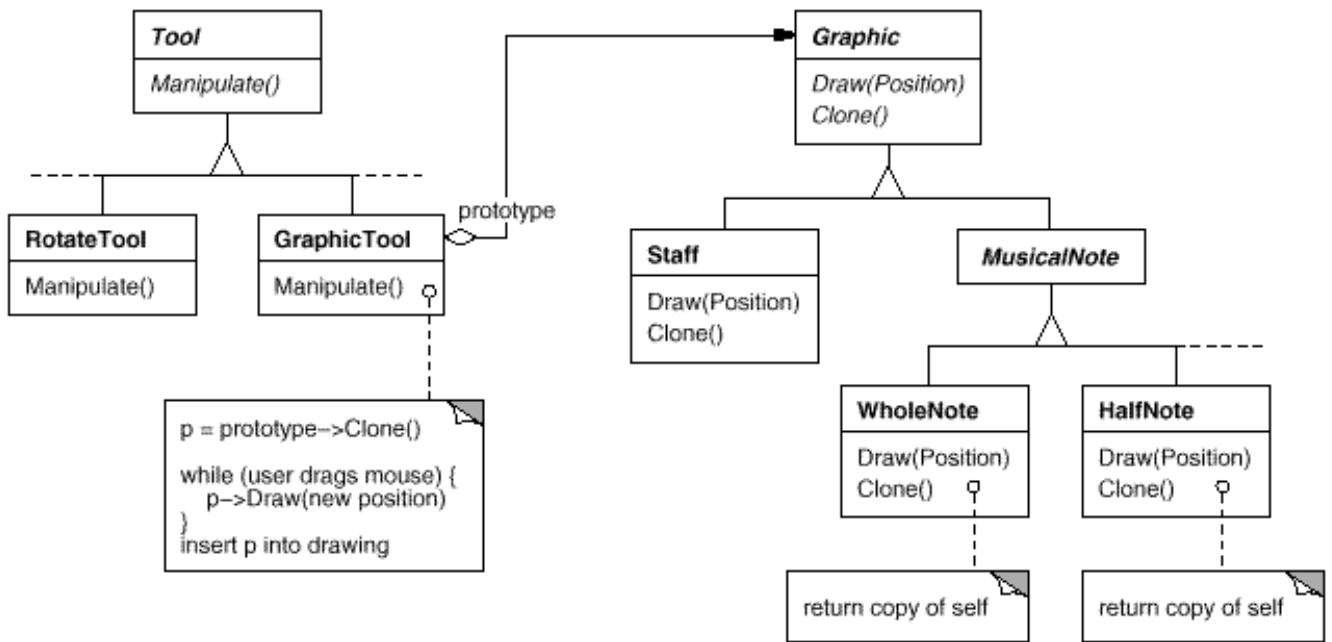 Tool
Manipulate()
Graphic
Draw(Position)
Clone()
prototype
RotateTool
Manipulate()
GraphicTool
Manipulate()
Staff
Draw(Position)
Clone()
MusicalNote
WholeNote
Draw(Position)
Clone()
HalfNote
Draw(Position)
Clone()
p = prototype–>Clone()
while (user drags mouse) {
p–>Draw(new position)
}
insert p into drawing
return copy of self
return copy of self